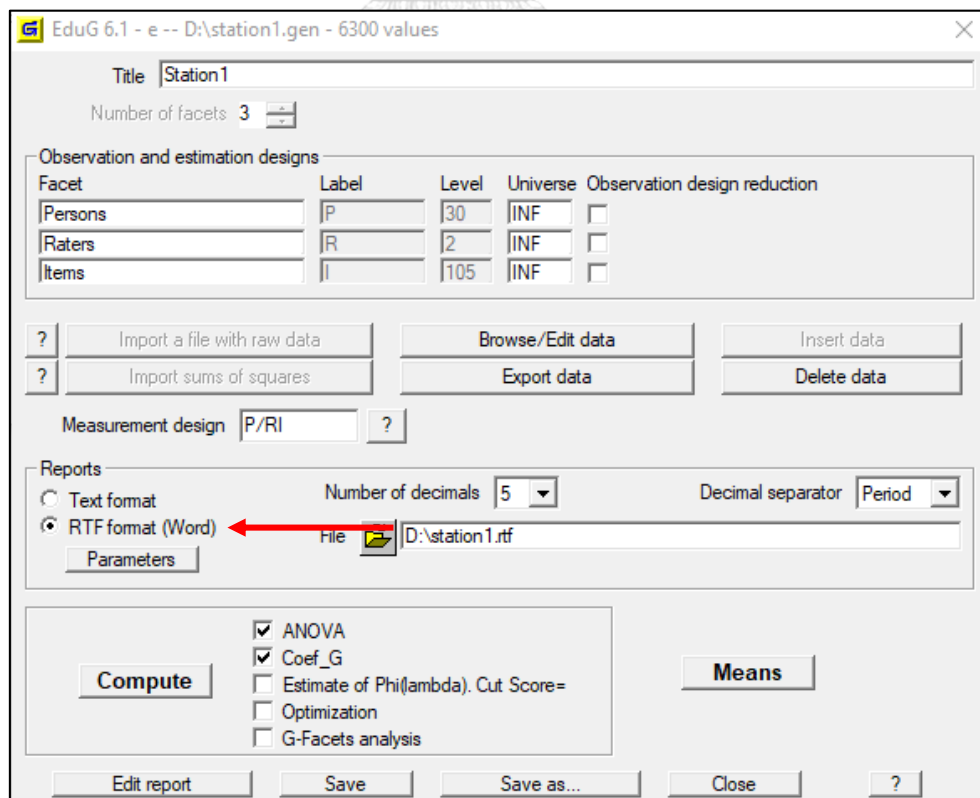 EduG 6.1 - e -- D:\station1.gen - 6300 values
Title Station1
Number of facets 3
Observation and estimation designs
Facet Label Level Universe Observation design reduction
Persons P 30 INF
Raters R 2 INF
Items I 105 INF
? Import a file with raw data Browse/Edit data Insert data
? Import sums of squares Export data Delete data
Measurement design P/RI ?
Reports
Text format Number of decimals 5 Decimal separator Period
RTF format (Word) File D:\station1.rtf
Parameters
ANOVA
Coef_G
Compute Estimate of Phi(lambda). Cut Score= Means
Optimization
G-Facets analysis
Edit report Save Save as... Close ?